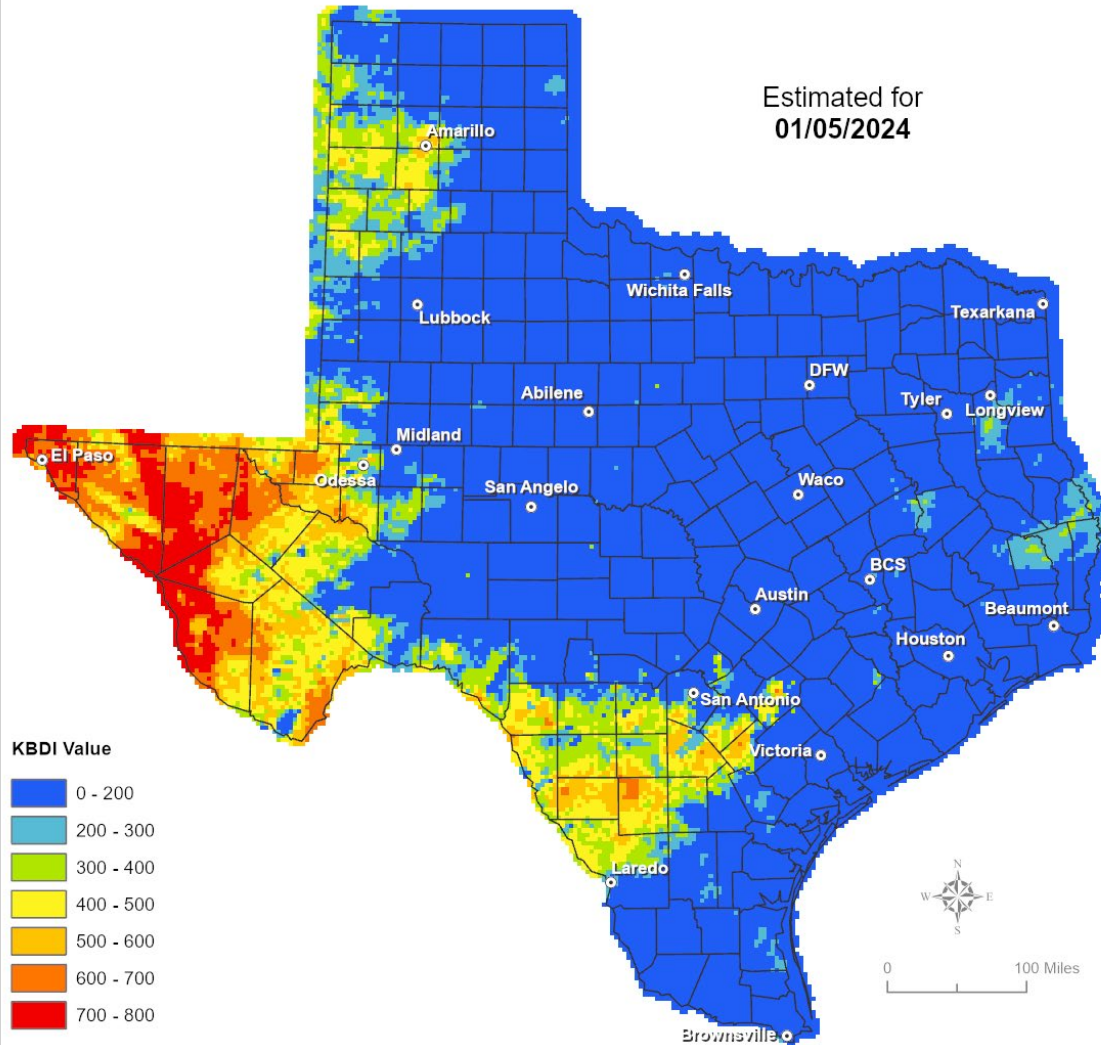 Estimated for
01/05/2024
Amarillo
Wichita Falls
Lubbock
Texarkana
DFW
Abilene
Tyler
Longview
Midland
El Paso
Odessa
San Angelo
Waco
BCS
Austin
Beaumont
Houston
San Antonio
Victoria
KBDI Value
0 - 200
200 - 300
300 - 400
400 - 500
500 - 600
600 - 700
700 - 800
Laredo
N
W E
S
0 100 Miles
Brownsville